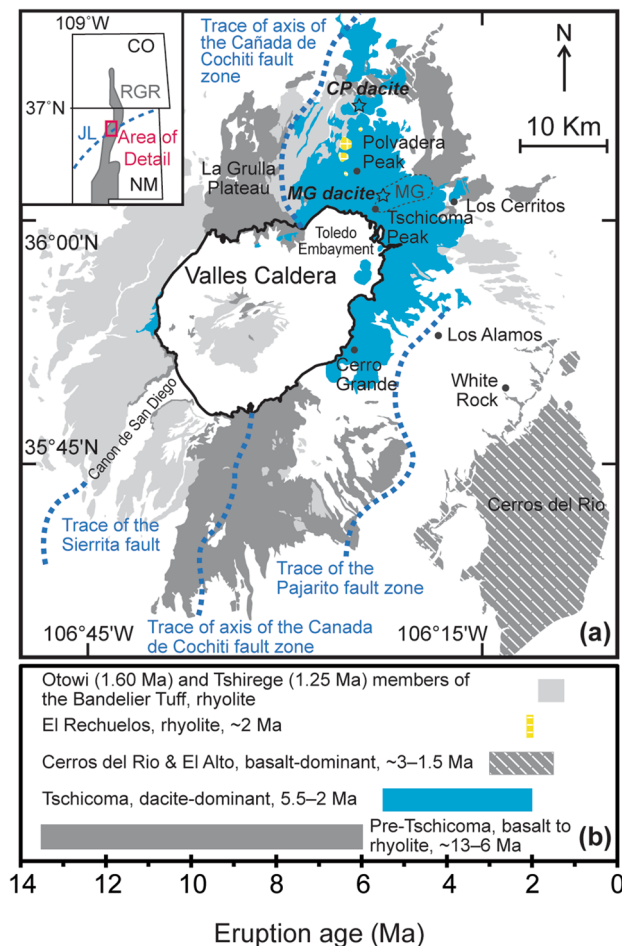 109°W
CO
RGR
37°N
JL
Area of
Detail
NM
Trace of axis of
the Cañada de
Cochiti fault
zone
N
10 Km
CP dacite
Polvadera
Peak
La Grulla
Plateau
MG dacite
MG
Los Cerritos
Tschicoma
Peak
Toledo
Embayment
36°00'N
Valles Caldera
Los Alamos
Cerro
Grande
White
Rock
Canon de San Diego
35°45'N
Cerros del Rio
Trace of the
Sierrita fault
Trace of the
Pajarito fault zone
Trace of axis of the Canada
de Cochiti fault zone
106°45'W
106°15'W
(a)
Otowi (1.60 Ma) and Tshirege (1.25 Ma) members of
the Bandelier Tuff, rhyolite
El Rechuelos, rhyolite, ~2 Ma
Cerros del Rio & El Alto, basalt-dominant, ~3–1.5 Ma
Tschicoma, dacite-dominant, 5.5–2 Ma
Pre-Tschicoma, basalt to
rhyolite, ~13–6 Ma
(b)
14 12 10 8 6 4 2 0
Eruption age (Ma)